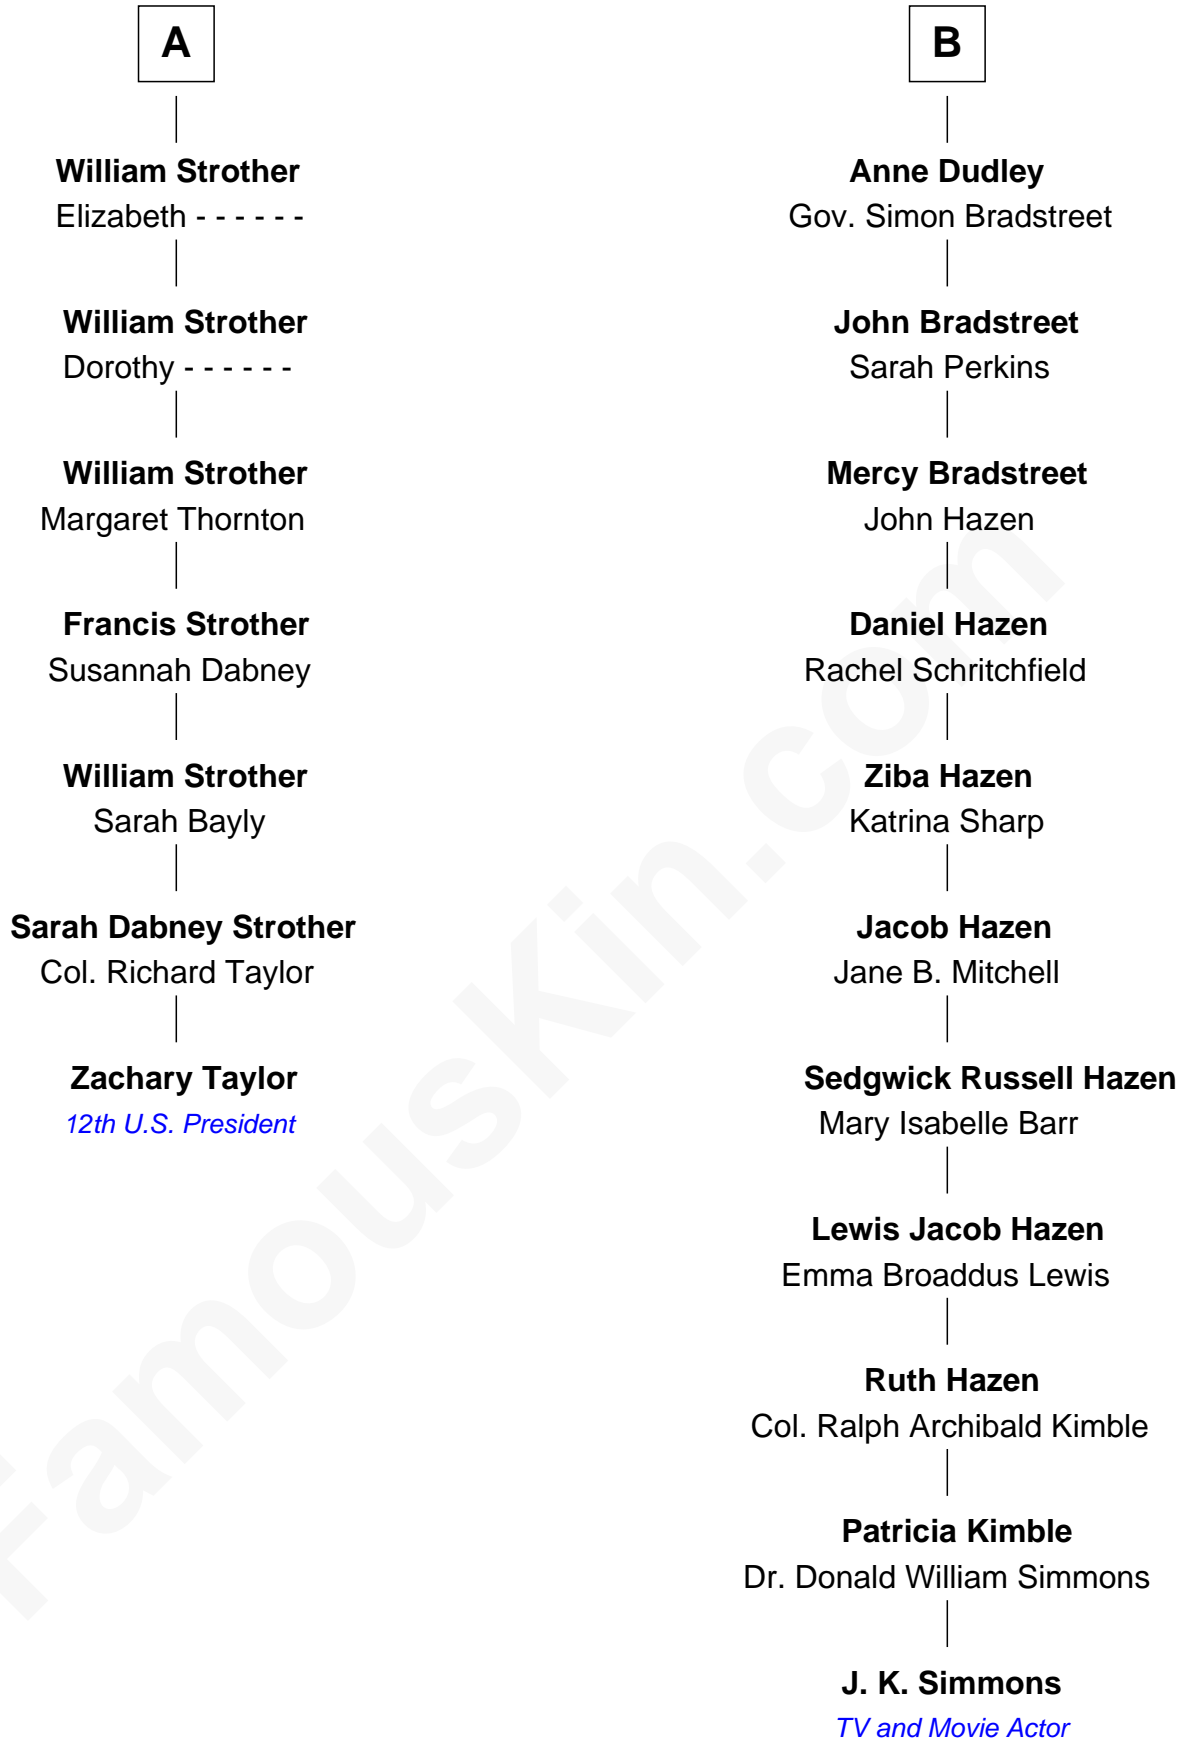 A
William Strother
Elizabeth - - - - - -
William Strother
Dorothy - - - - - -
William Strother
Margaret Thornton
Francis Strother
Susannah Dabney
William Strother
Sarah Bayly
Sarah Dabney Strother
Col. Richard Taylor
Zachary Taylor
12th U.S. President
B
Anne Dudley
Gov. Simon Bradstreet
John Bradstreet
Sarah Perkins
Mercy Bradstreet
John Hazen
Daniel Hazen
Rachel Schritchfield
Ziba Hazen
Katrina Sharp
Jacob Hazen
Jane B. Mitchell
Sedgwick Russell Hazen
Mary Isabelle Barr
Lewis Jacob Hazen
Emma Broaddus Lewis
Ruth Hazen
Col. Ralph Archibald Kimble
Patricia Kimble
Dr. Donald William Simmons
J. K. Simmons
TV and Movie Actor
FamousKin.com